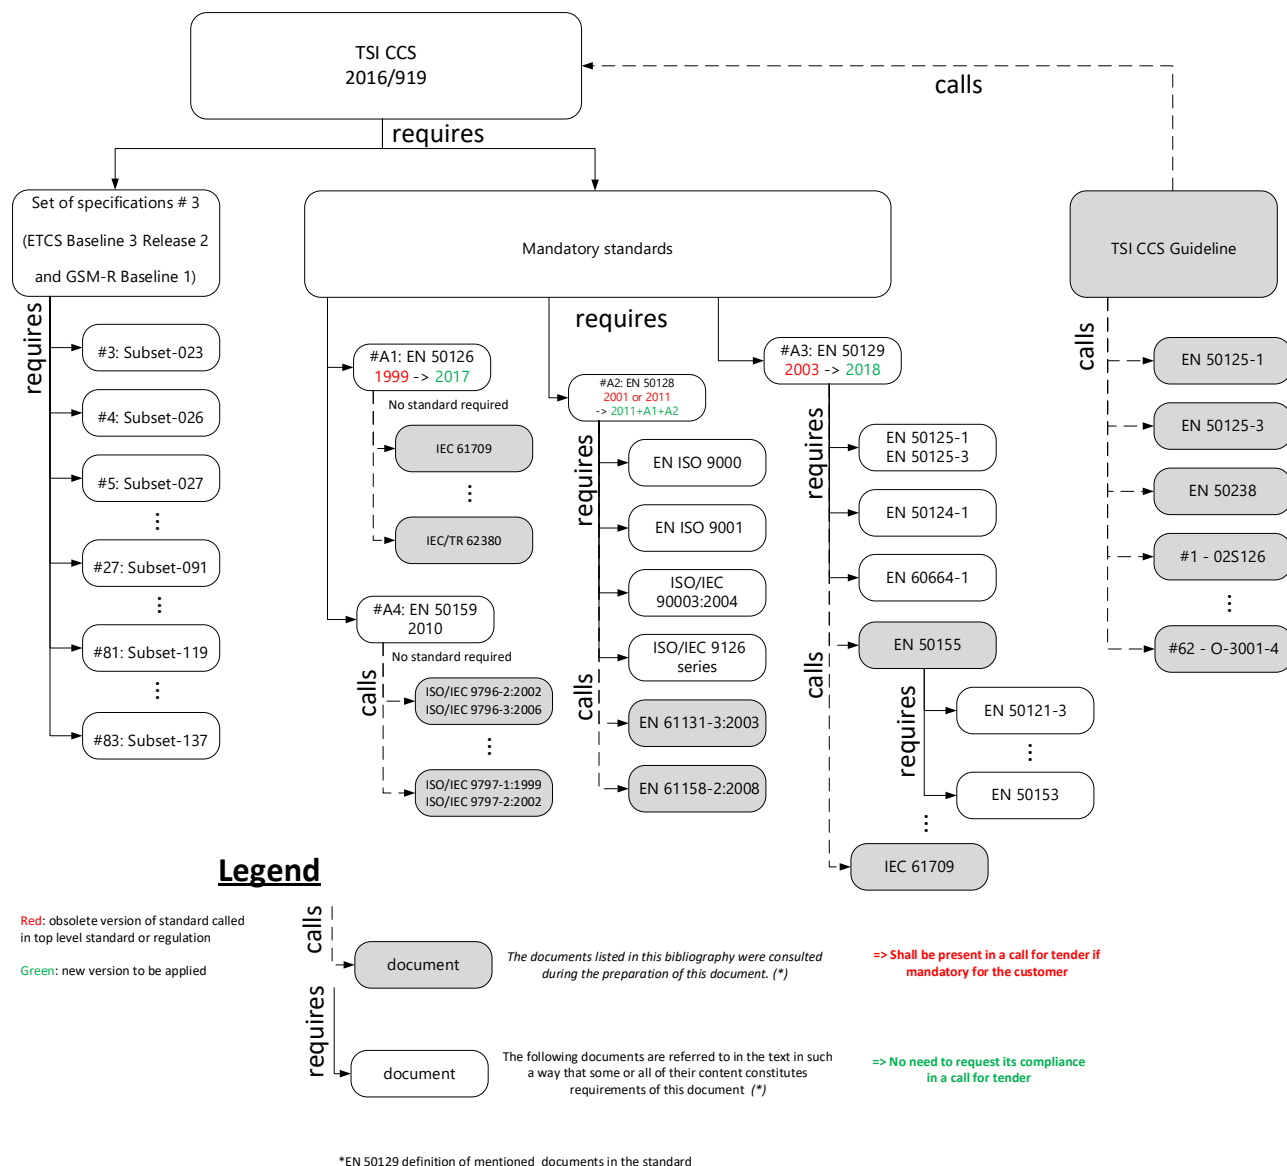 TSI CCS
2016/919
calls
requires
Set of specifications # 3
(ETCS Baseline 3 Release 2
and GSM-R Baseline 1)
Mandatory standards
TSI CCS Guideline
requires
#3: Subset-023
#4: Subset-026
#5: Subset-027
...
#27: Subset-091
...
#81: Subset-119
...
#83: Subset-137
requires
#A1: EN 50126
1999 -> 2017
No standard required
IEC 61709
...
IEC/TR 62380
#A4: EN 50159
2010
No standard required
calls
ISO/IEC 9796-2:2002
ISO/IEC 9796-3:2006
...
ISO/IEC 9797-1:1999
ISO/IEC 9797-2:2002
#A2: EN 50128
2001 or 2011
-> 2011+A1+A2
requires
EN ISO 9000
EN ISO 9001
ISO/IEC
90003:2004
ISO/IEC 9126
series
calls
EN 61131-3:2003
EN 61158-2:2008
#A3: EN 50129
2003 -> 2018
requires
EN 50125-1
EN 50125-3
EN 50124-1
EN 60664-1
calls
EN 50155
requires
EN 50121-3
...
EN 50153
...
IEC 61709
calls
EN 50125-1
EN 50125-3
EN 50238
#1 - 02S126
...
#62 - O-3001-4
Legend
Red: obsolete version of standard called
in top level standard or regulation
Green: new version to be applied
calls
document
The documents listed in this bibliography were consulted
during the preparation of this document. (*)
=> Shall be present in a call for tender if
mandatory for the customer
requires
document
The following documents are referred to in the text in such
a way that some or all of their content constitutes
requirements of this document (*)
=> No need to request its compliance
in a call for tender
*EN 50129 definition of mentioned documents in the standard